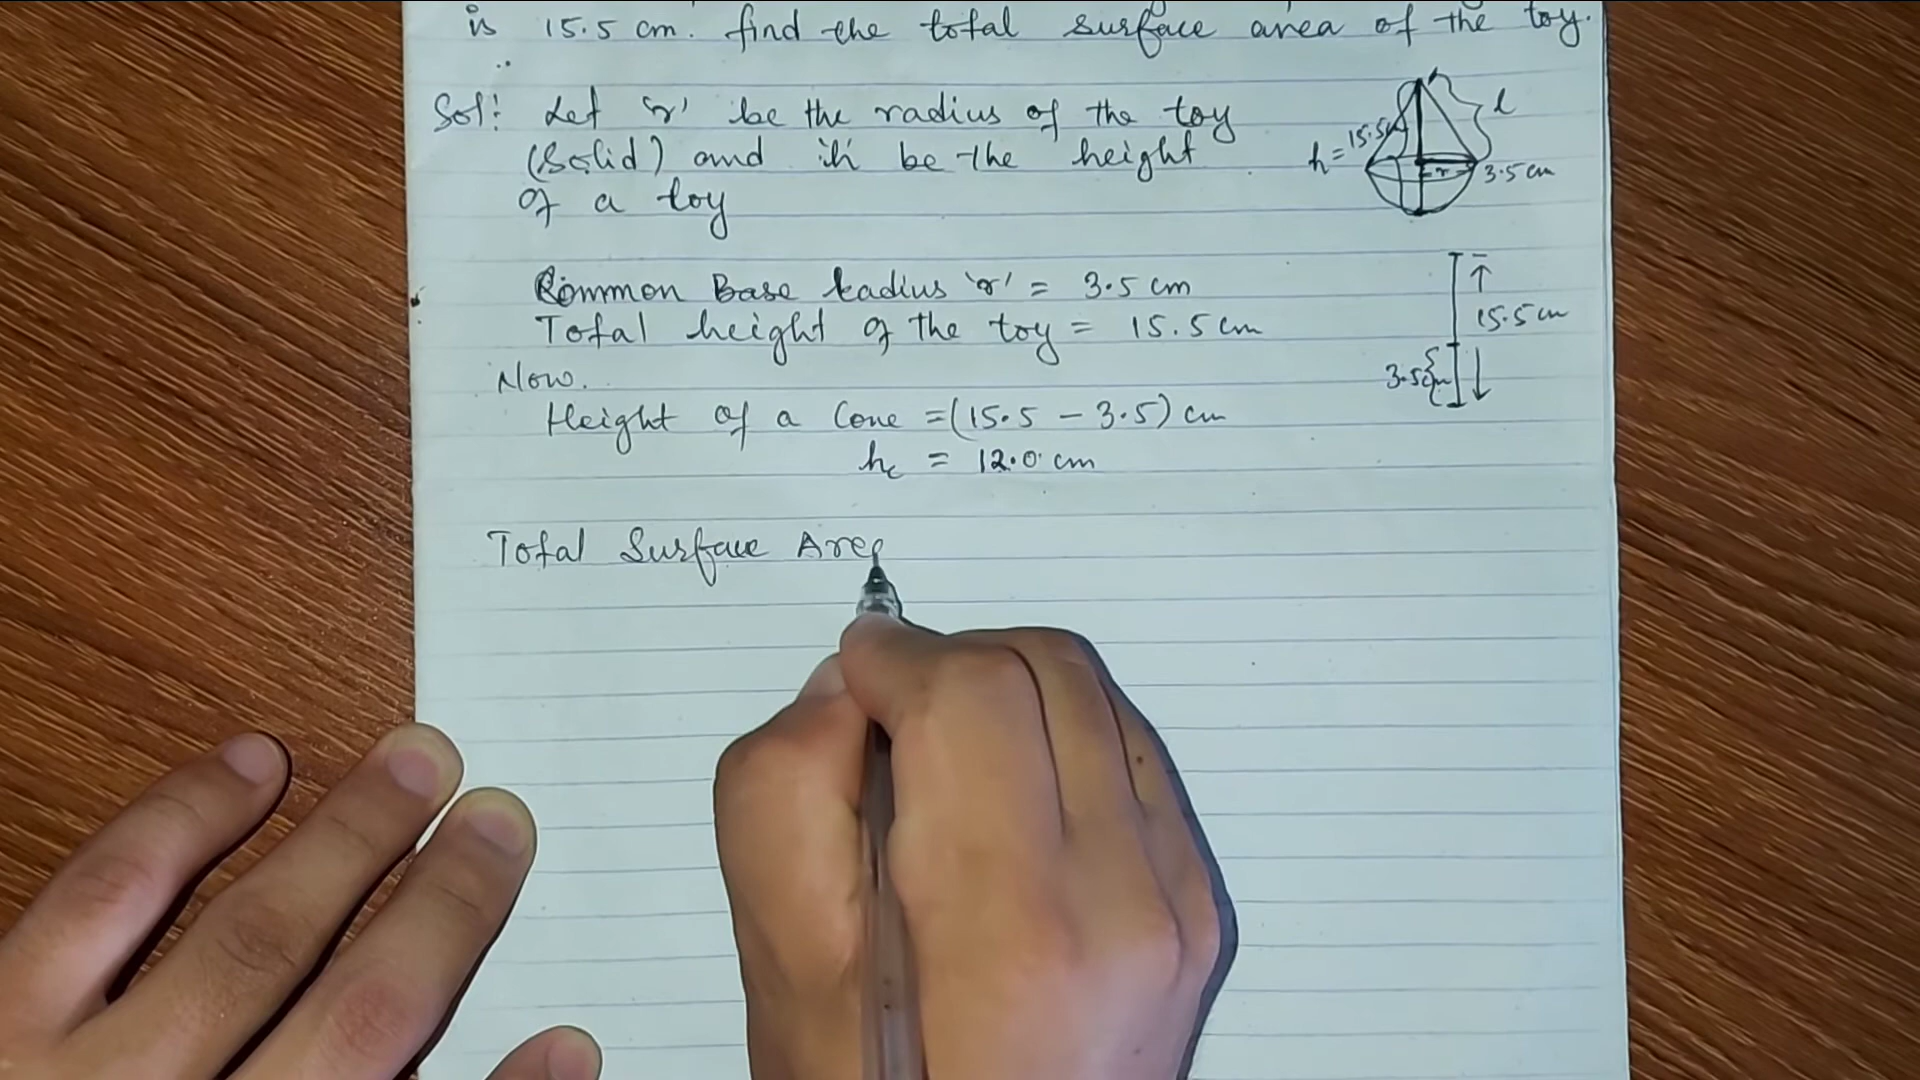 is 15.5 cm. find the total surface area of the toy.
Sol: Let 'r' be the radius of the toy
(Solid) and 'h' be the height
of a toy
l
h = 15.5
r
3.5 cm
Common Base radius 'r' = 3.5 cm
Total height of the toy = 15.5 cm
15.5 cm
3.5cm
Now.
Height of a Cone = (15.5 - 3.5) cm
hc = 12.0 cm
Total Surface Area